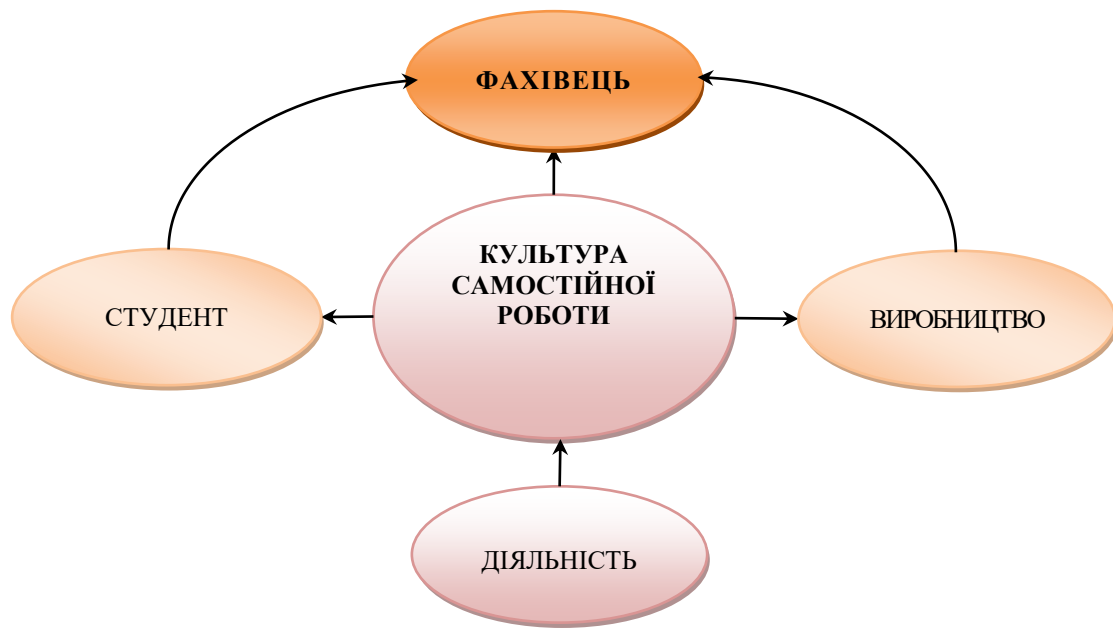 ФАХІВЕЦЬ
КУЛЬТУРА
САМОСТІЙНОЇ
РОБОТИ
СТУДЕНТ
ВИРОБНИЦТВО
ДІЯЛЬНІСТЬ